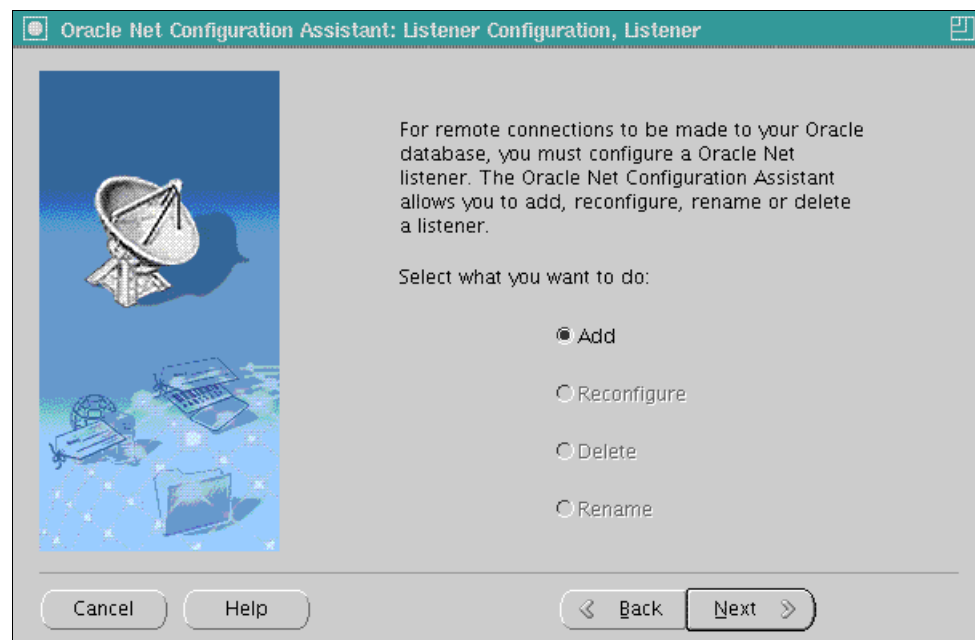 Oracle Net Configuration Assistant: Listener Configuration, Listener
For remote connections to be made to your Oracle
database, you must configure a Oracle Net
listener. The Oracle Net Configuration Assistant
allows you to add, reconfigure, rename or delete
a listener.
Select what you want to do:
Add
Reconfigure
Delete
Rename
Cancel
Help
Back
Next